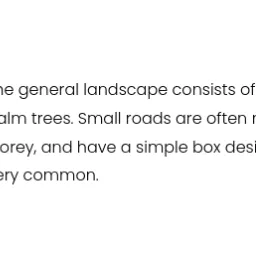 he general landscape consists of
alm trees. Small roads are often
orey, and have a simple box desi
ery common.